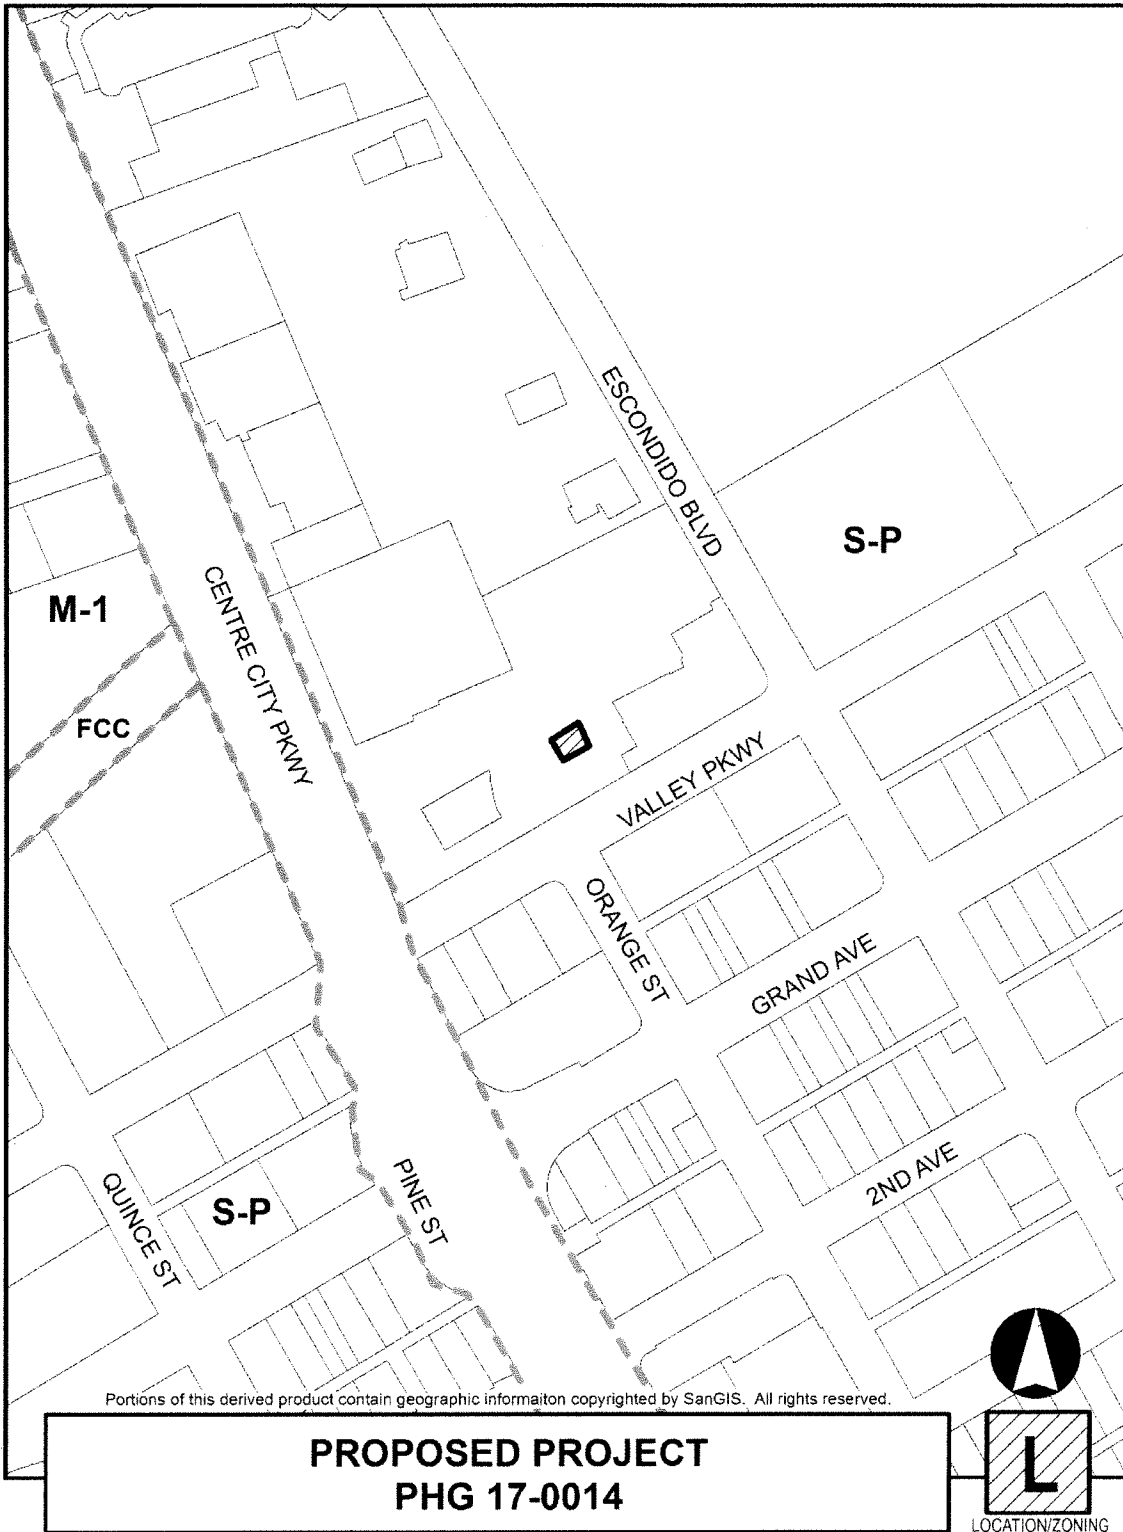 ESCONDIDO BLVD
S-P
M-1
CENTRE CITY PKWY
FCC
VALLEY PKWY
ORANGE ST
GRAND AVE
QUINCE ST
S-P
PINE ST
2ND AVE
Portions of this derived product contain geographic informaiton copyrighted by SanGIS. All rights reserved.
PROPOSED PROJECT
PHG 17-0014
L
LOCATION/ZONING